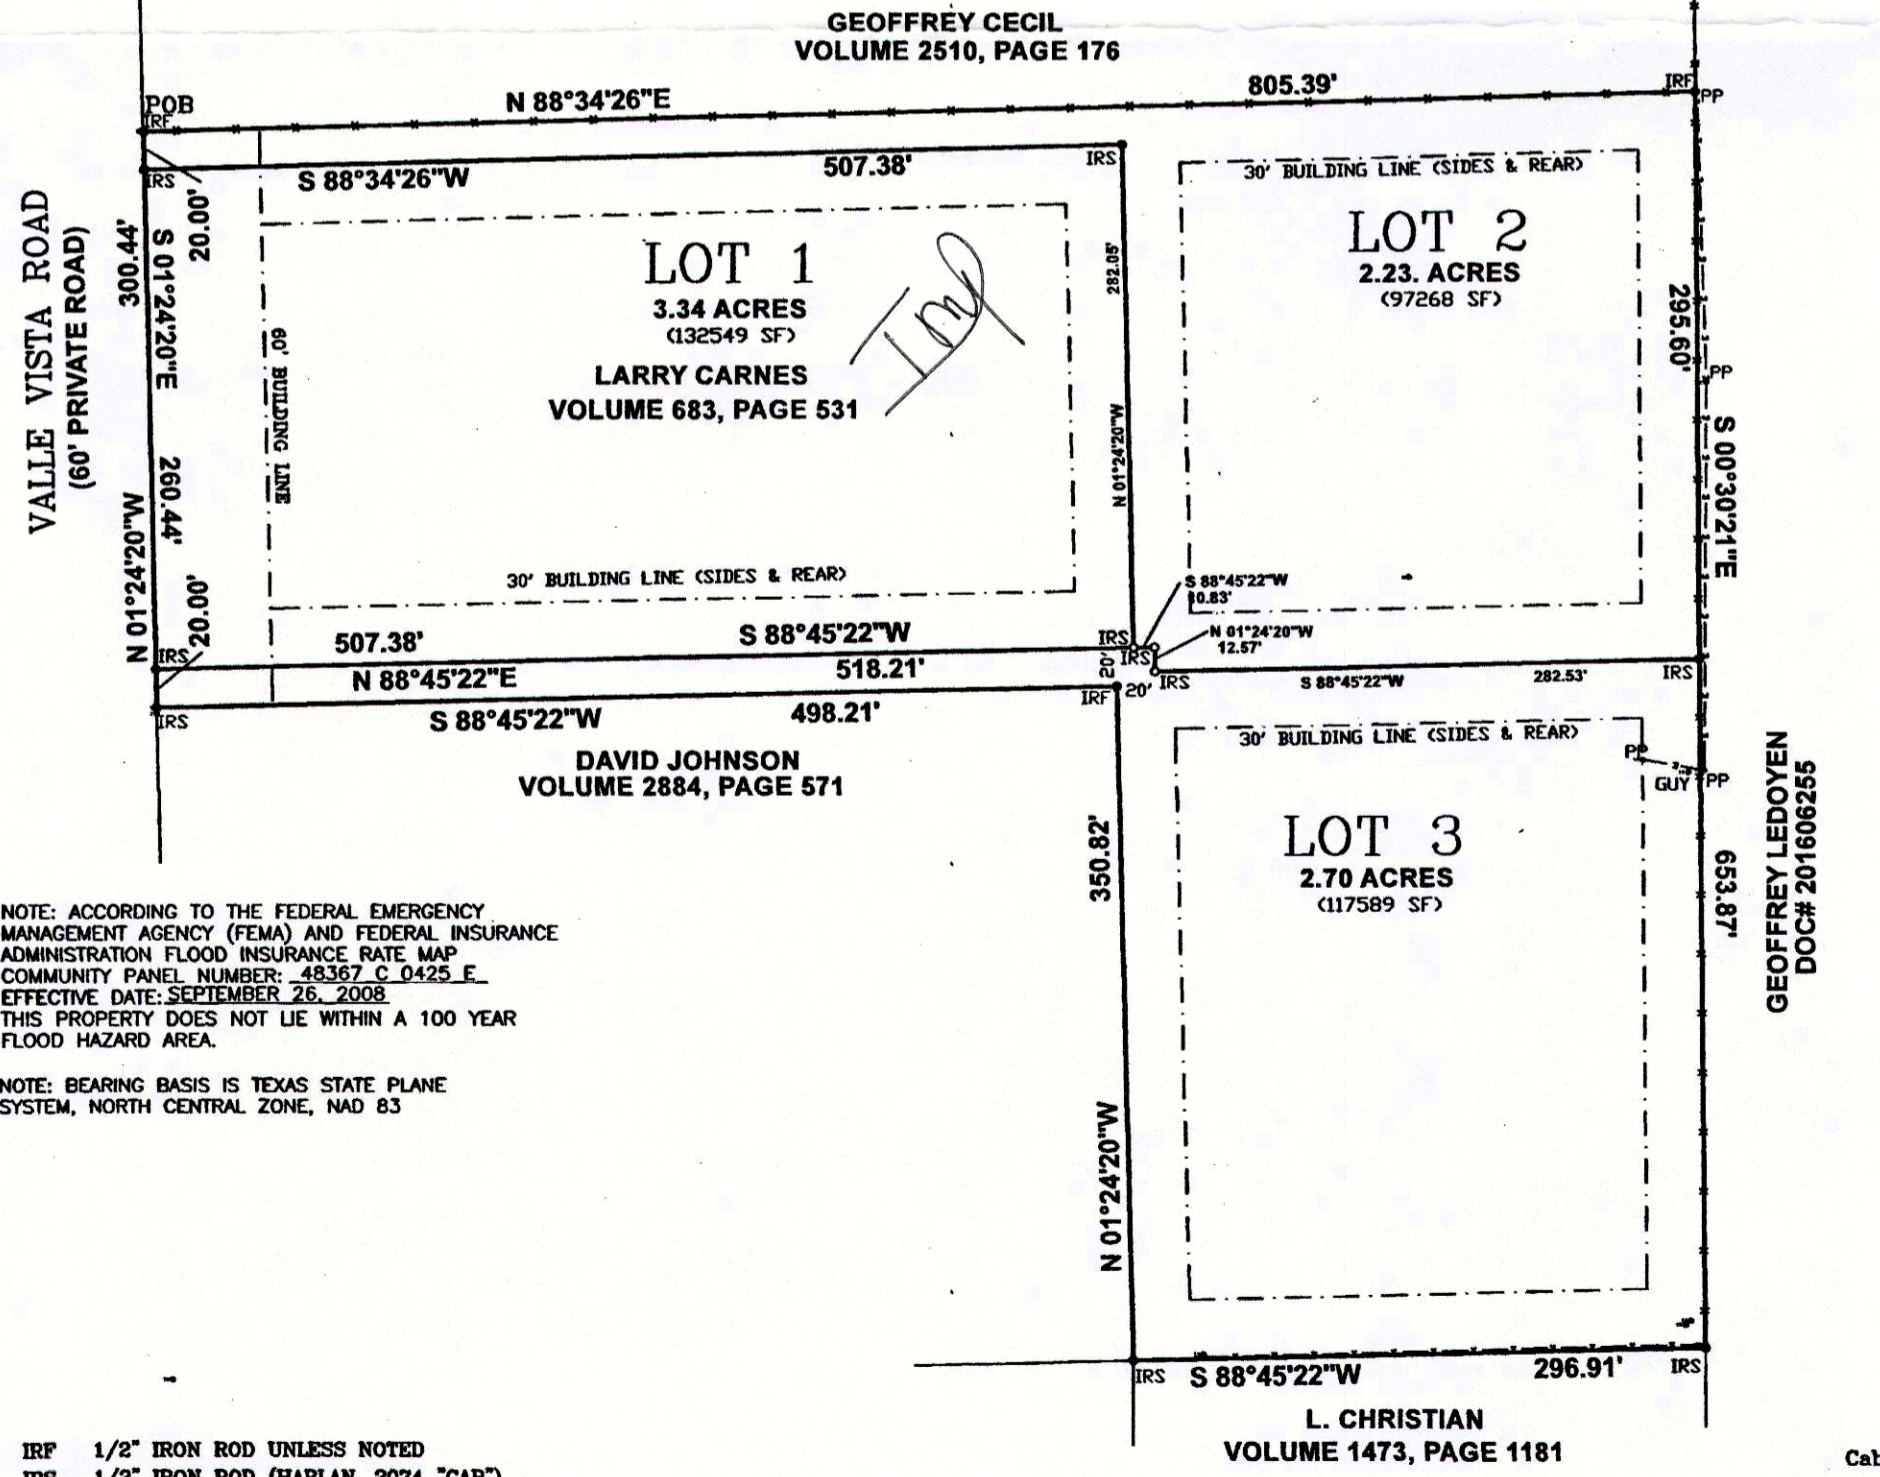 GEOFFREY CECIL
VOLUME 2510, PAGE 176
N 88°34'26"E
805.39'
IRF
PP
POB
IRF
IRS
S 88°34'26"W
507.38'
IRS
20.00'
VALLE VISTA ROAD
(60' PRIVATE ROAD)
300.44'
N 01°24'20"W
S 01°24'20"E
260.44'
20.00'
60' BUILDING LINE
LOT 1
3.34 ACRES
(132549 SF)
LARRY CARNES
VOLUME 683, PAGE 531
30' BUILDING LINE (SIDES & REAR)
282.05'
N 01°24'20"W
30' BUILDING LINE (SIDES & REAR)
LOT 2
2.23. ACRES
(97268 SF)
295.60'
PP
S 00°30'21"E
S 88°45'22"W
10.83'
N 01°24'20"W
12.57'
507.38'
S 88°45'22"W
IRS
IRS
IRS
N 88°45'22"E
518.21'
20'
IRS
S 88°45'22"W
282.53'
IRS
IRS
S 88°45'22"W
498.21'
IRF
20'
DAVID JOHNSON
VOLUME 2884, PAGE 571
30' BUILDING LINE (SIDES & REAR)
PP
GUY
PP
LOT 3
2.70 ACRES
(117589 SF)
350.82'
N 01°24'20"W
653.87'
GEOFFREY LEDOYEN
DOC# 201606255
NOTE: ACCORDING TO THE FEDERAL EMERGENCY
MANAGEMENT AGENCY (FEMA) AND FEDERAL INSURANCE
ADMINISTRATION FLOOD INSURANCE RATE MAP
COMMUNITY PANEL NUMBER: 48367 C 0425 E
EFFECTIVE DATE: SEPTEMBER 26, 2008
THIS PROPERTY DOES NOT LIE WITHIN A 100 YEAR
FLOOD HAZARD AREA.
NOTE: BEARING BASIS IS TEXAS STATE PLANE
SYSTEM, NORTH CENTRAL ZONE, NAD 83
IRS
S 88°45'22"W
296.91'
IRS
L. CHRISTIAN
VOLUME 1473, PAGE 1181
IRF 1/2" IRON ROD UNLESS NOTED
IRS 1/2" IRON ROD (HARLAN, 2074 "CAP")